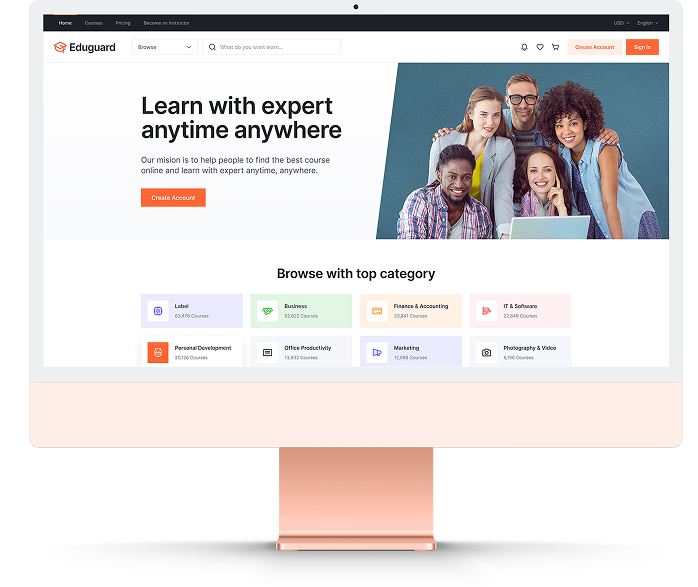 Home Courses Pricing Become an Instructor USD English
Eduguard Browse What do you want learn... Create Account Sign In
Learn with expert
anytime anywhere
Our mision is to help people to find the best course
online and learn with expert anytime, anywhere.
Create Account
Browse with top category
Label Business Finance & Accounting IT & Software
63,476 Courses 52,822 Courses 33,841 Courses 22,649 Courses
Personal Development Office Productivity Marketing Photography & Video
20,126 Courses 13,932 Courses 12,068 Courses 6,196 Courses